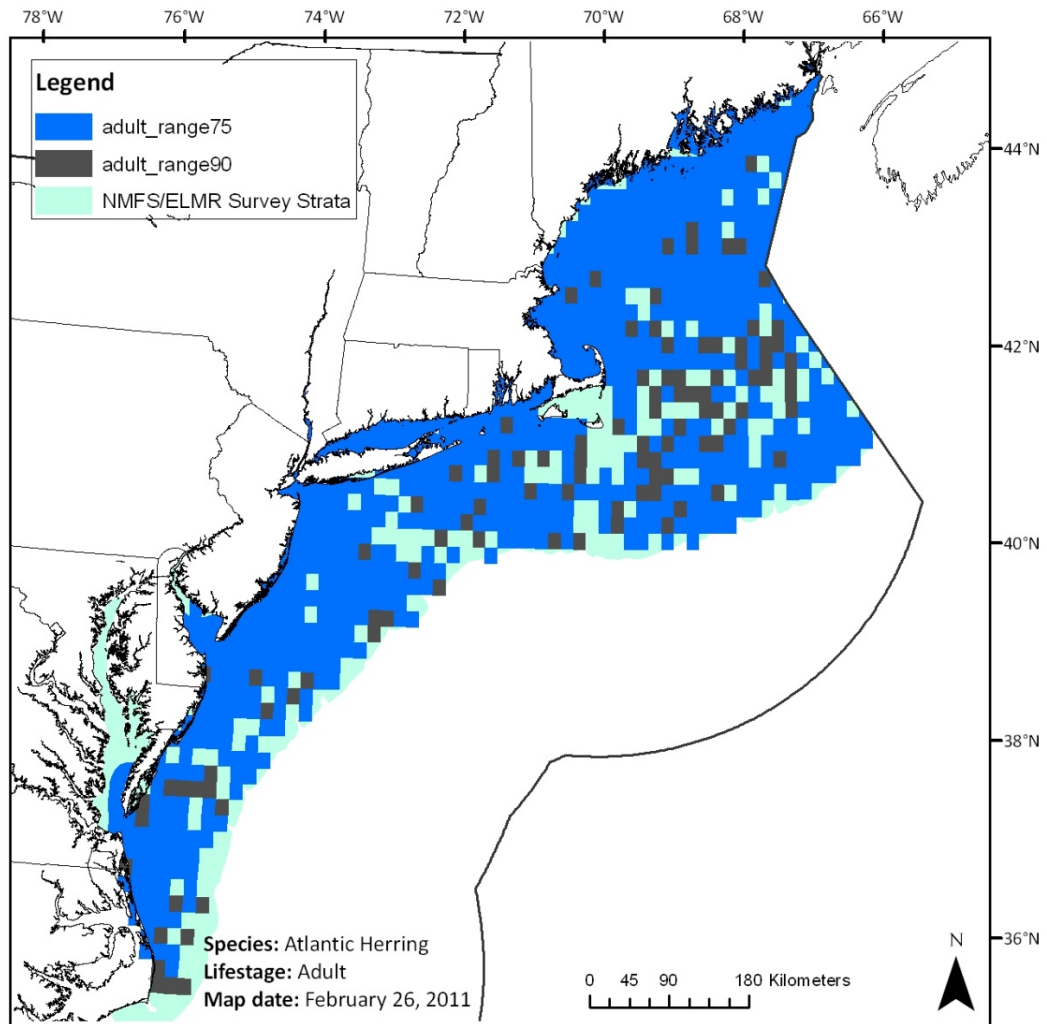 78°W 76°W 74°W 72°W 70°W 68°W 66°W
Legend
adult_range75
adult_range90
NMFS/ELMR Survey Strata
44°N
42°N
40°N
38°N
36°N
Species: Atlantic Herring
Lifestage: Adult
Map date: February 26, 2011
0 45 90 180 Kilometers
N